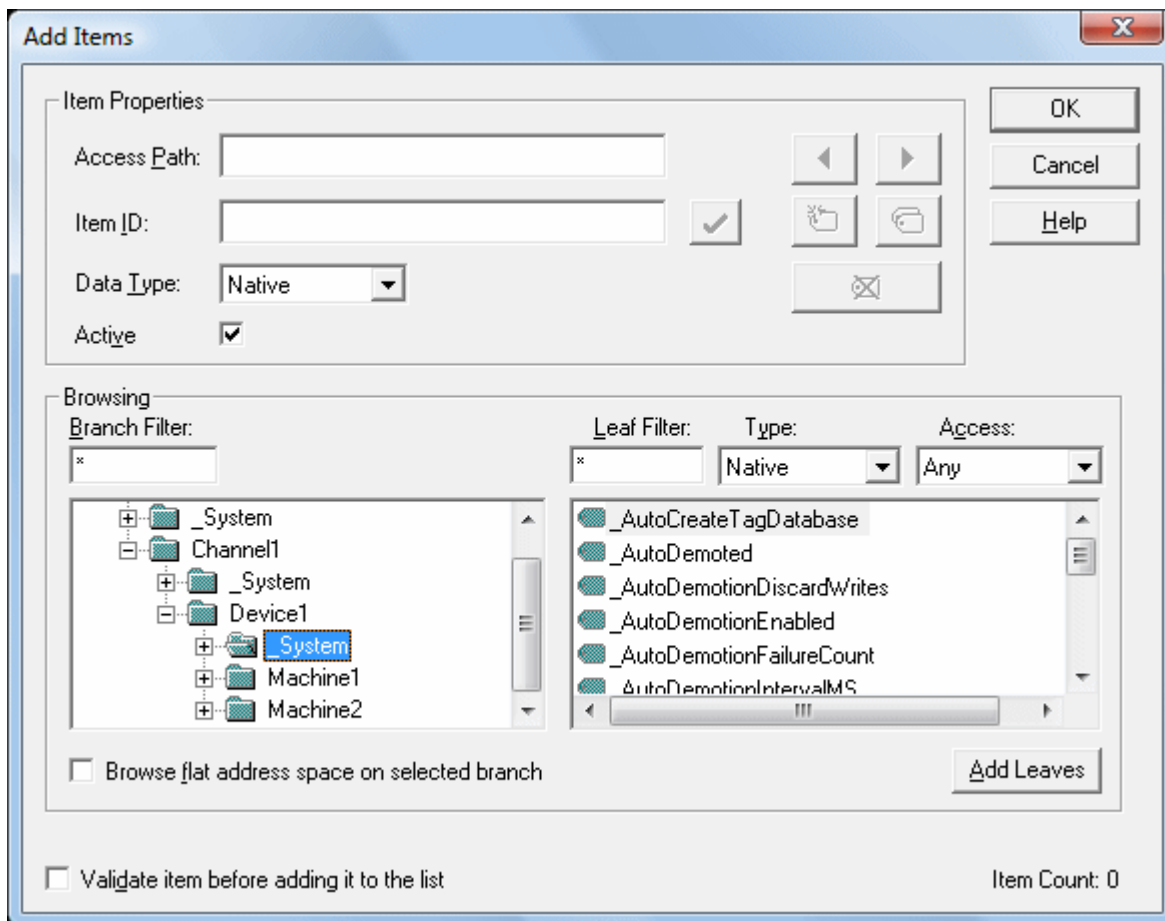 Add Items
Item Properties
OK
Access Path:
Cancel
Item ID:
Help
Data Type: Native
Active
Browsing
Branch Filter: Leaf Filter: Type: Access:
* * Native Any
_System _AutoCreateTagDatabase
Channel1 _AutoDemoted
_System _AutoDemotionDiscardWrites
Device1 _AutoDemotionEnabled
_System _AutoDemotionFailureCount
Machine1 _AutoDemotionIntervalMS
Machine2
Browse flat address space on selected branch Add Leaves
Validate item before adding it to the list Item Count: 0